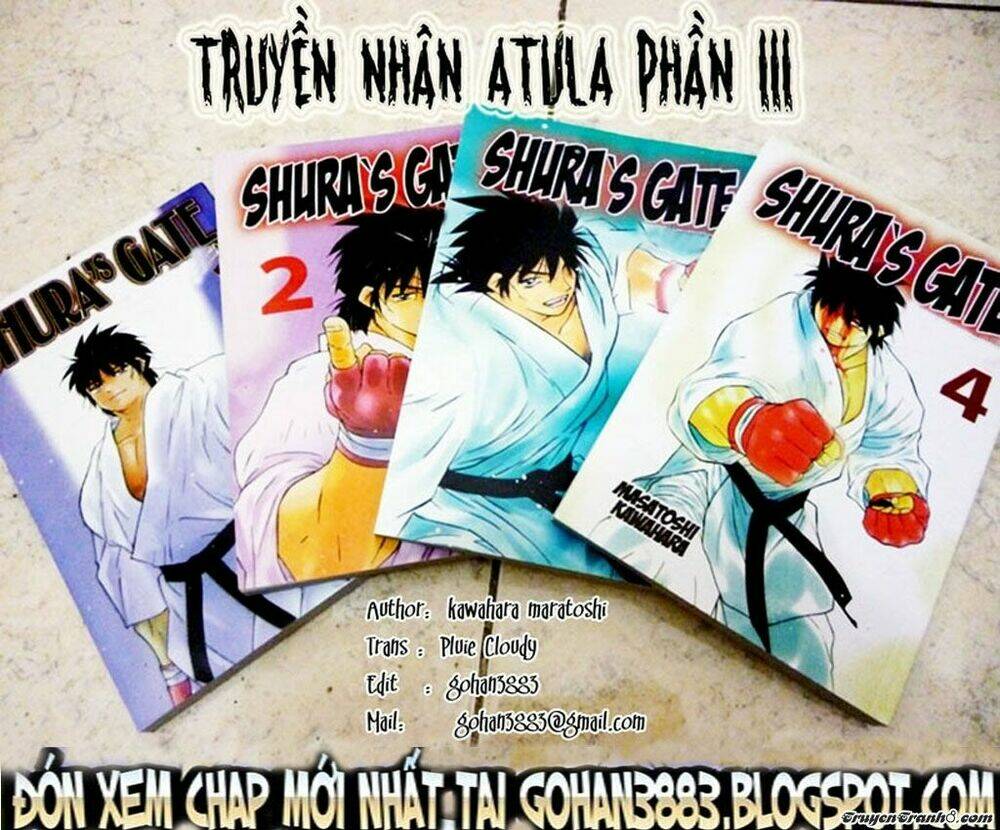 TRUYỀN NHÂN ATULA PHẦN III
SHURA'S GATE
SHURA`S GA
2
SHURA`S GATE
SHURA`S GATE
4
MASATOSHI
KAWAHARA
Author: kawahara maratoshi
Trans : Pluie Cloudy
Edit : gohan3883
Mail: gohan3883@gmail.com
ĐÓN XEM CHAP MỚI NHẤT TẠI GOHAN3883.BLOGSPOT.COM
TruyenTranh8.com